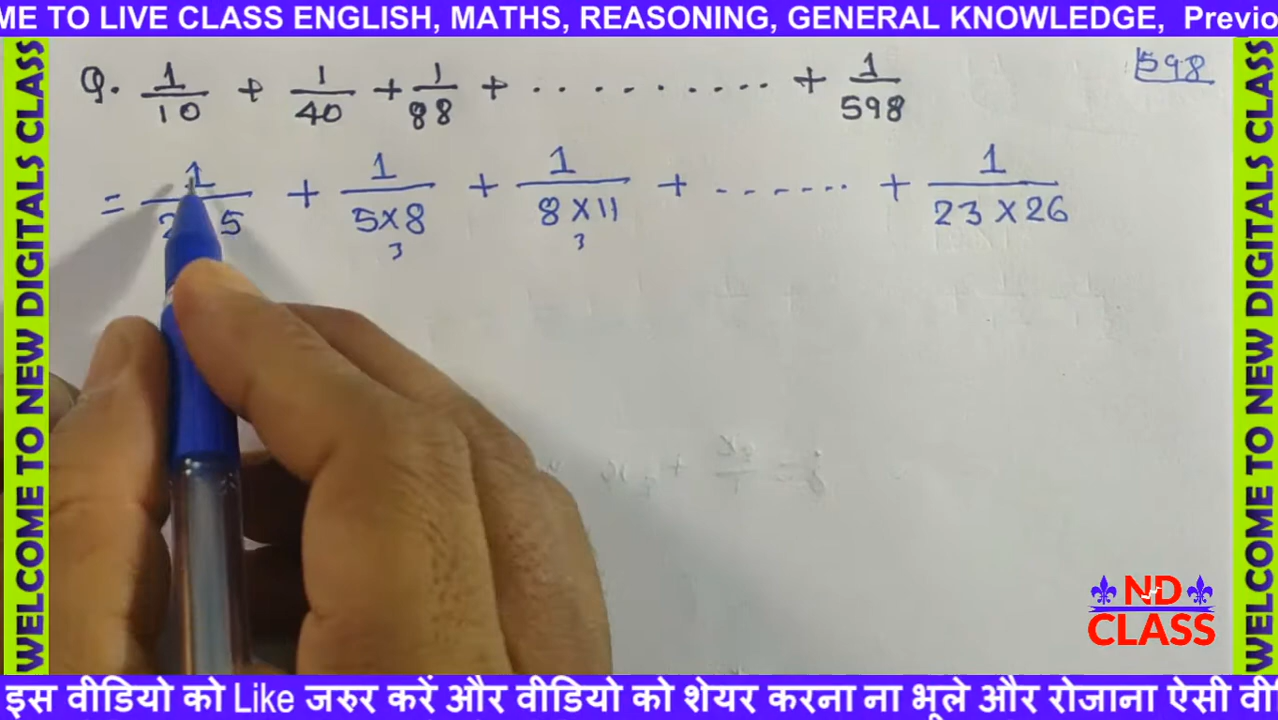 ME TO LIVE CLASS ENGLISH, MATHS, REASONING, GENERAL KNOWLEDGE, Previo
WELCOME TO NEW DIGITALS CLASS
Q. 1/10 + 1/40 + 1/88 + .......... + 1/598
598
= 1/2 5 + 1/5×8 + 1/8×11 + ------ + 1/23×26
3 3
WELCOME TO NEW DIGITALS CLASS
ND
CLASS
इस वीडियो को Like जरुर करें और वीडियो को शेयर करना ना भूले और रोजाना ऐसी वी